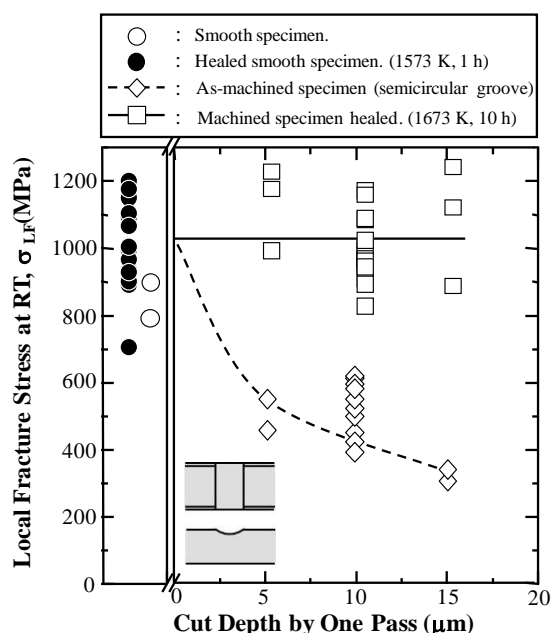 : Smooth specimen.
: Healed smooth specimen. (1573 K, 1 h)
: As-machined specimen (semicircular groove)
: Machined specimen healed. (1673 K, 10 h)
Local Fracture Stress at RT, σLF(MPa)
1200
1000
800
600
400
200
0
0 5 10 15 20
Cut Depth by One Pass (μm)